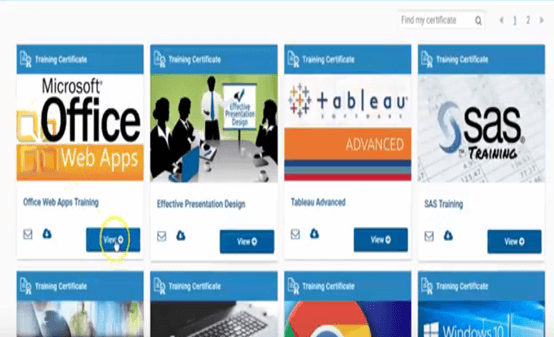 Find my certificate
« 1 2 »
Training Certificate
Training Certificate
Training Certificate
Training Certificate
Microsoft®
Office
Web Apps
Effective
Presentation
Design
tableau
SOFTWARE
ADVANCED
sas
TRAINING
Office Web Apps Training
Effective Presentation Design
Tableau Advanced
SAS Training
View
View
View
View
Training Certificate
Training Certificate
Training Certificate
Training Certificate
Windows 10